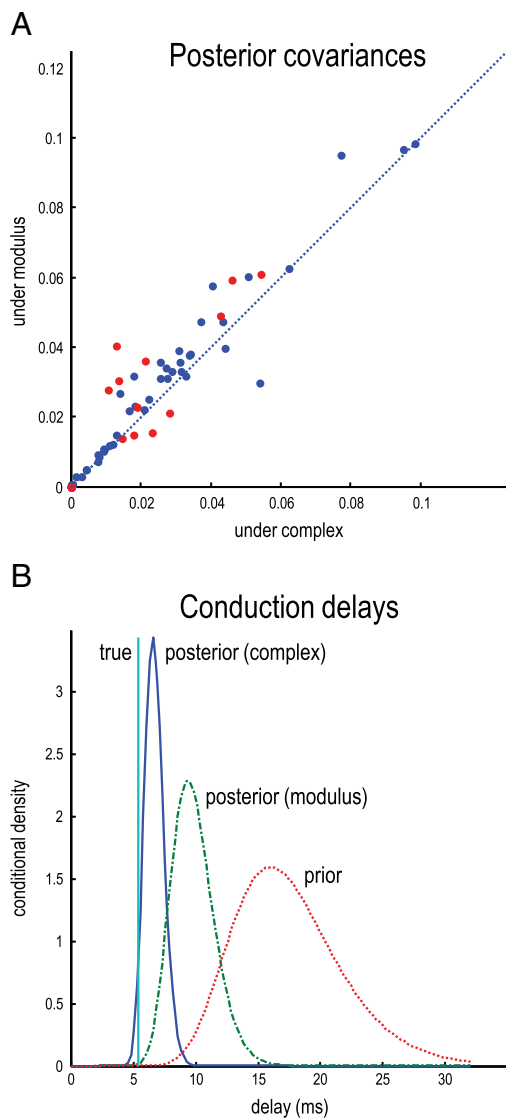 A
Posterior covariances
0.12
0.1
0.08
0.06
0.04
0.02
0
under modulus
0 0.02 0.04 0.06 0.08 0.1
under complex
B
Conduction delays
true posterior (complex)
posterior (modulus)
prior
3
2.5
2
1.5
1
0.5
0
conditional density
0 5 10 15 20 25 30
delay (ms)